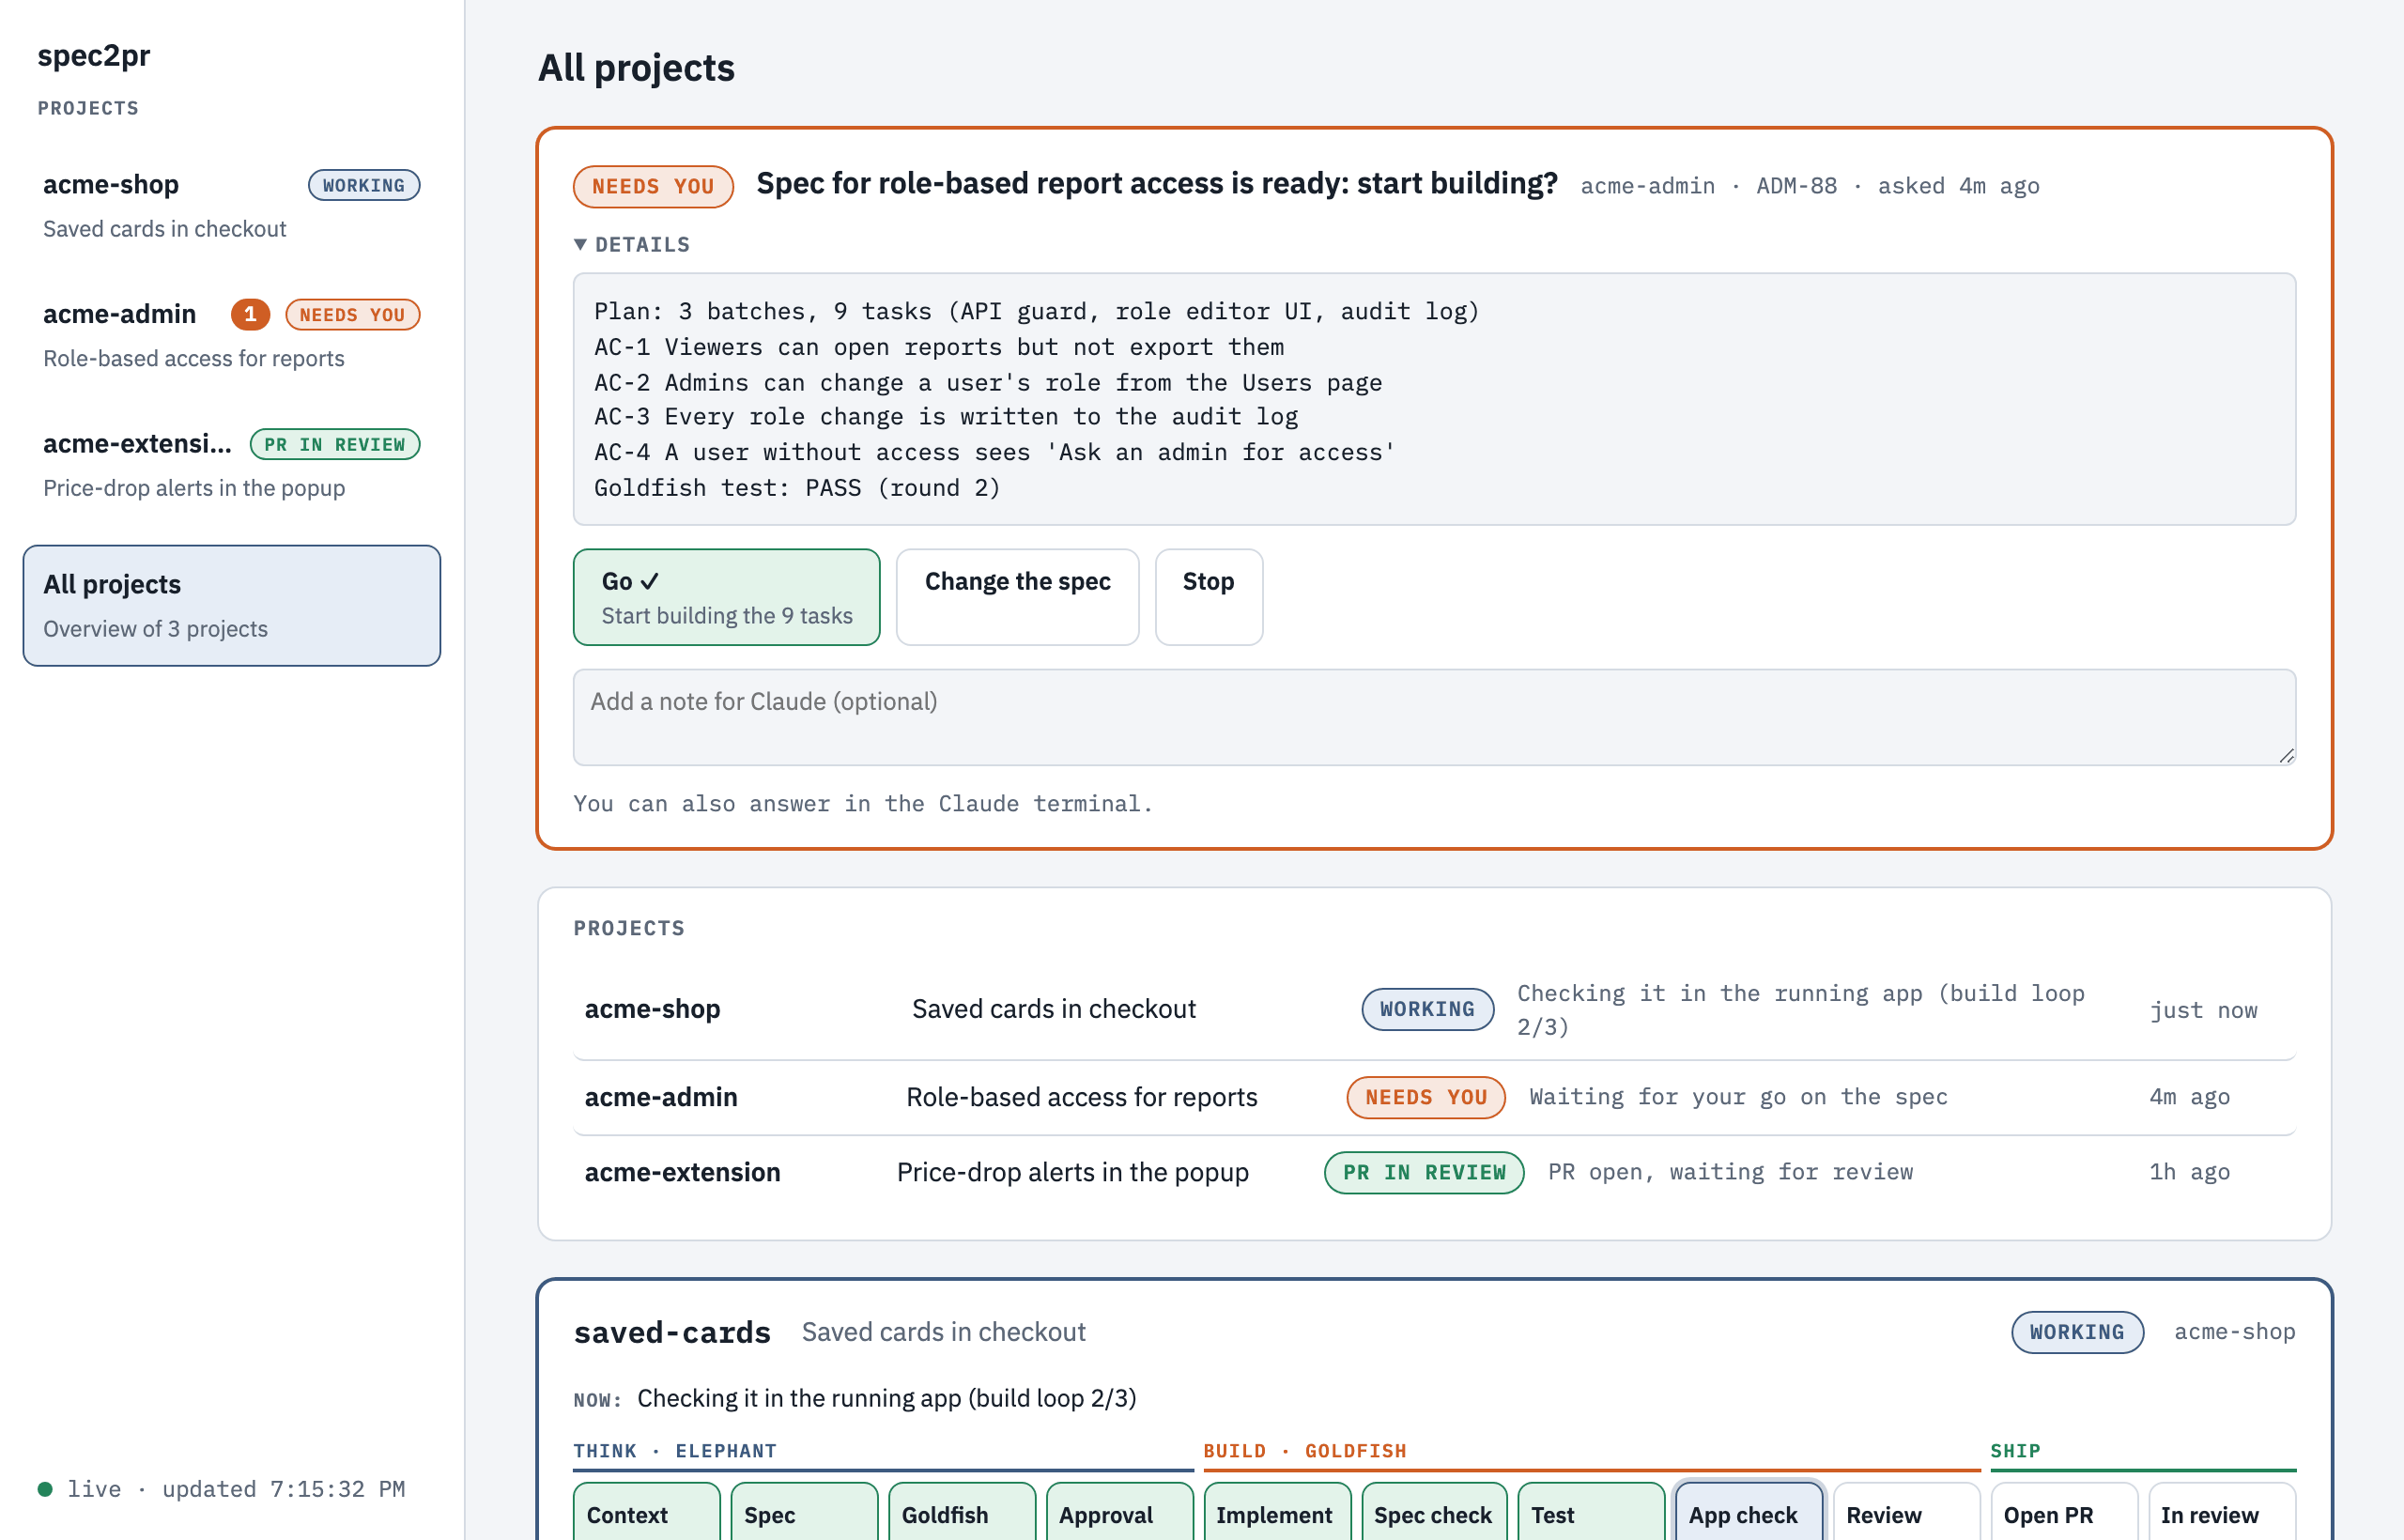 spec2pr
PROJECTS
acme-shop WORKING
Saved cards in checkout
acme-admin 1 NEEDS YOU
Role-based access for reports
acme-extensi... PR IN REVIEW
Price-drop alerts in the popup
All projects
Overview of 3 projects
live · updated 7:15:32 PM
All projects
NEEDS YOU Spec for role-based report access is ready: start building? acme-admin · ADM-88 · asked 4m ago
▼ DETAILS
Plan: 3 batches, 9 tasks (API guard, role editor UI, audit log)
AC-1 Viewers can open reports but not export them
AC-2 Admins can change a user's role from the Users page
AC-3 Every role change is written to the audit log
AC-4 A user without access sees 'Ask an admin for access'
Goldfish test: PASS (round 2)
Go ✓ Change the spec Stop
Start building the 9 tasks
Add a note for Claude (optional)
You can also answer in the Claude terminal.
PROJECTS
acme-shop Saved cards in checkout WORKING Checking it in the running app (build loop
2/3) just now
acme-admin Role-based access for reports NEEDS YOU Waiting for your go on the spec 4m ago
acme-extension Price-drop alerts in the popup PR IN REVIEW PR open, waiting for review 1h ago
saved-cards Saved cards in checkout WORKING acme-shop
NOW: Checking it in the running app (build loop 2/3)
THINK · ELEPHANT BUILD · GOLDFISH SHIP
Context Spec Goldfish Approval Implement Spec check Test App check Review Open PR In review